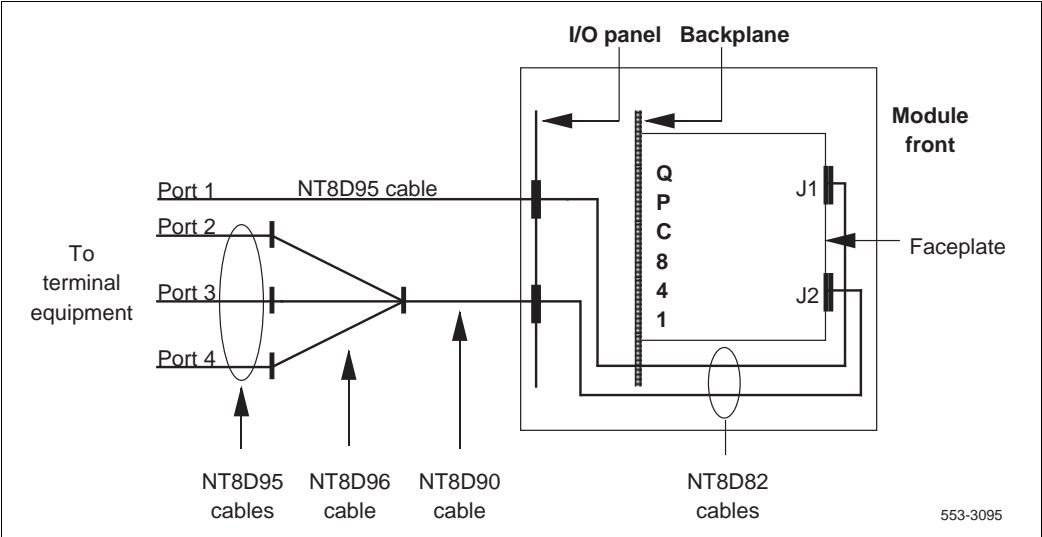 I/O panel Backplane
Module
front
Q
P
C
8
4
1
J1
J2
Faceplate
Port 1 NT8D95 cable
Port 2
Port 3
Port 4
To
terminal
equipment
NT8D95
cables
NT8D96
cable
NT8D90
cable
NT8D82
cables
553-3095